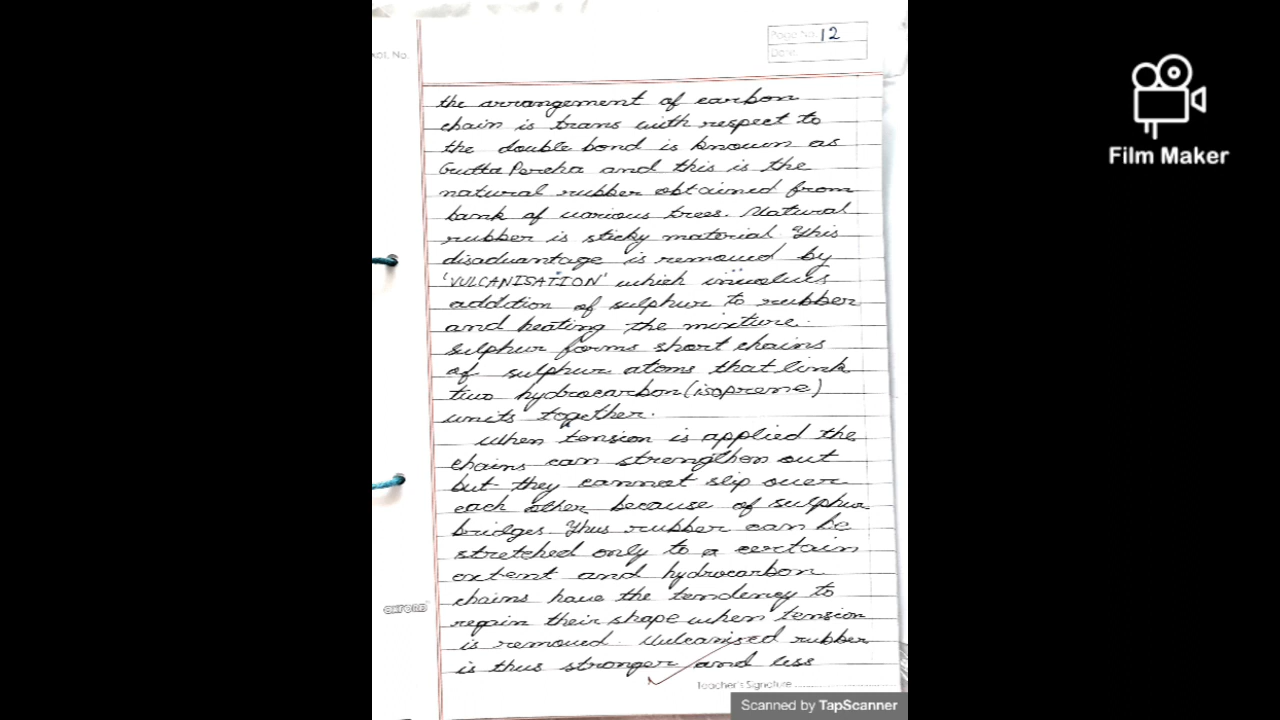 Expt. No.
Page No. 12
Date
the arrangement of carbon
chain is trans with respect to
the double bond is known as
Gutta Percha and this is the
natural rubber obtained from
bank of various trees. Natural
rubber is sticky material This
disadvantage is removed by
'VULCANISATION' which involves
addition of sulphur to rubber
and heating the mixture.
sulphur forms short chains
of sulphur atoms that link
two hydrocarbon (isoprene)
units together.
When tension is applied the
chains can strengthen out
but they cannot slip over
each other because of sulphur
bridges. Thus rubber can be
stretched only to a certain
extent and hydrocarbon
chains have the tendency to
regain their shape when tension
is removed. Vulcanised rubber
is thus stronger and less
OXFORD
Teacher's Signature
Scanned by TapScanner
Film Maker